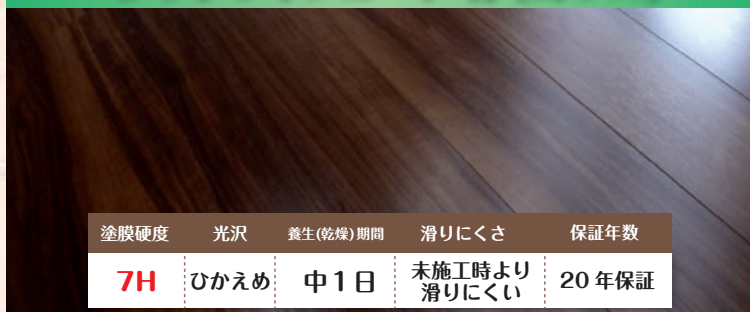 塗膜硬度 光沢 養生(乾燥)期間 滑りにくさ 保証年数
7H ひかえめ 中1日 未施工時より 20年保証
滑りにくい